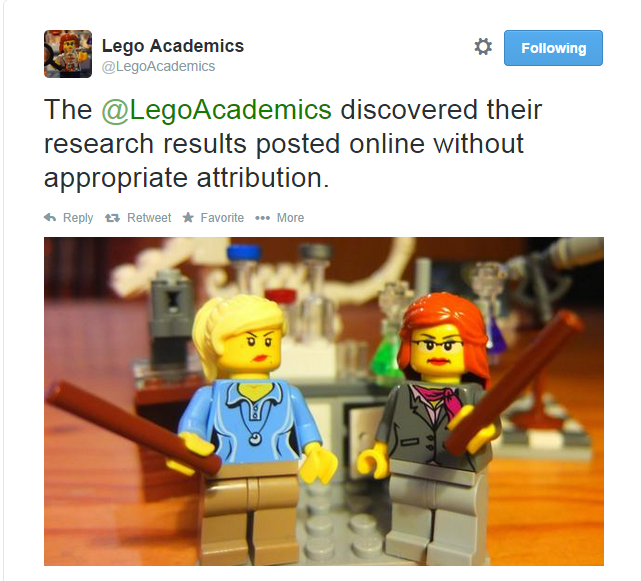 Lego Academics
@LegoAcademics
Following
The @LegoAcademics discovered their
research results posted online without
appropriate attribution.
Reply Retweet Favorite More